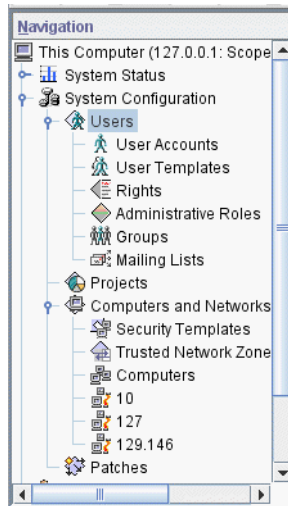 Navigation
This Computer (127.0.0.1: Scope
System Status
System Configuration
Users
User Accounts
User Templates
Rights
Administrative Roles
Groups
Mailing Lists
Projects
Computers and Networks
Security Templates
Trusted Network Zone
Computers
10
127
129.146
Patches